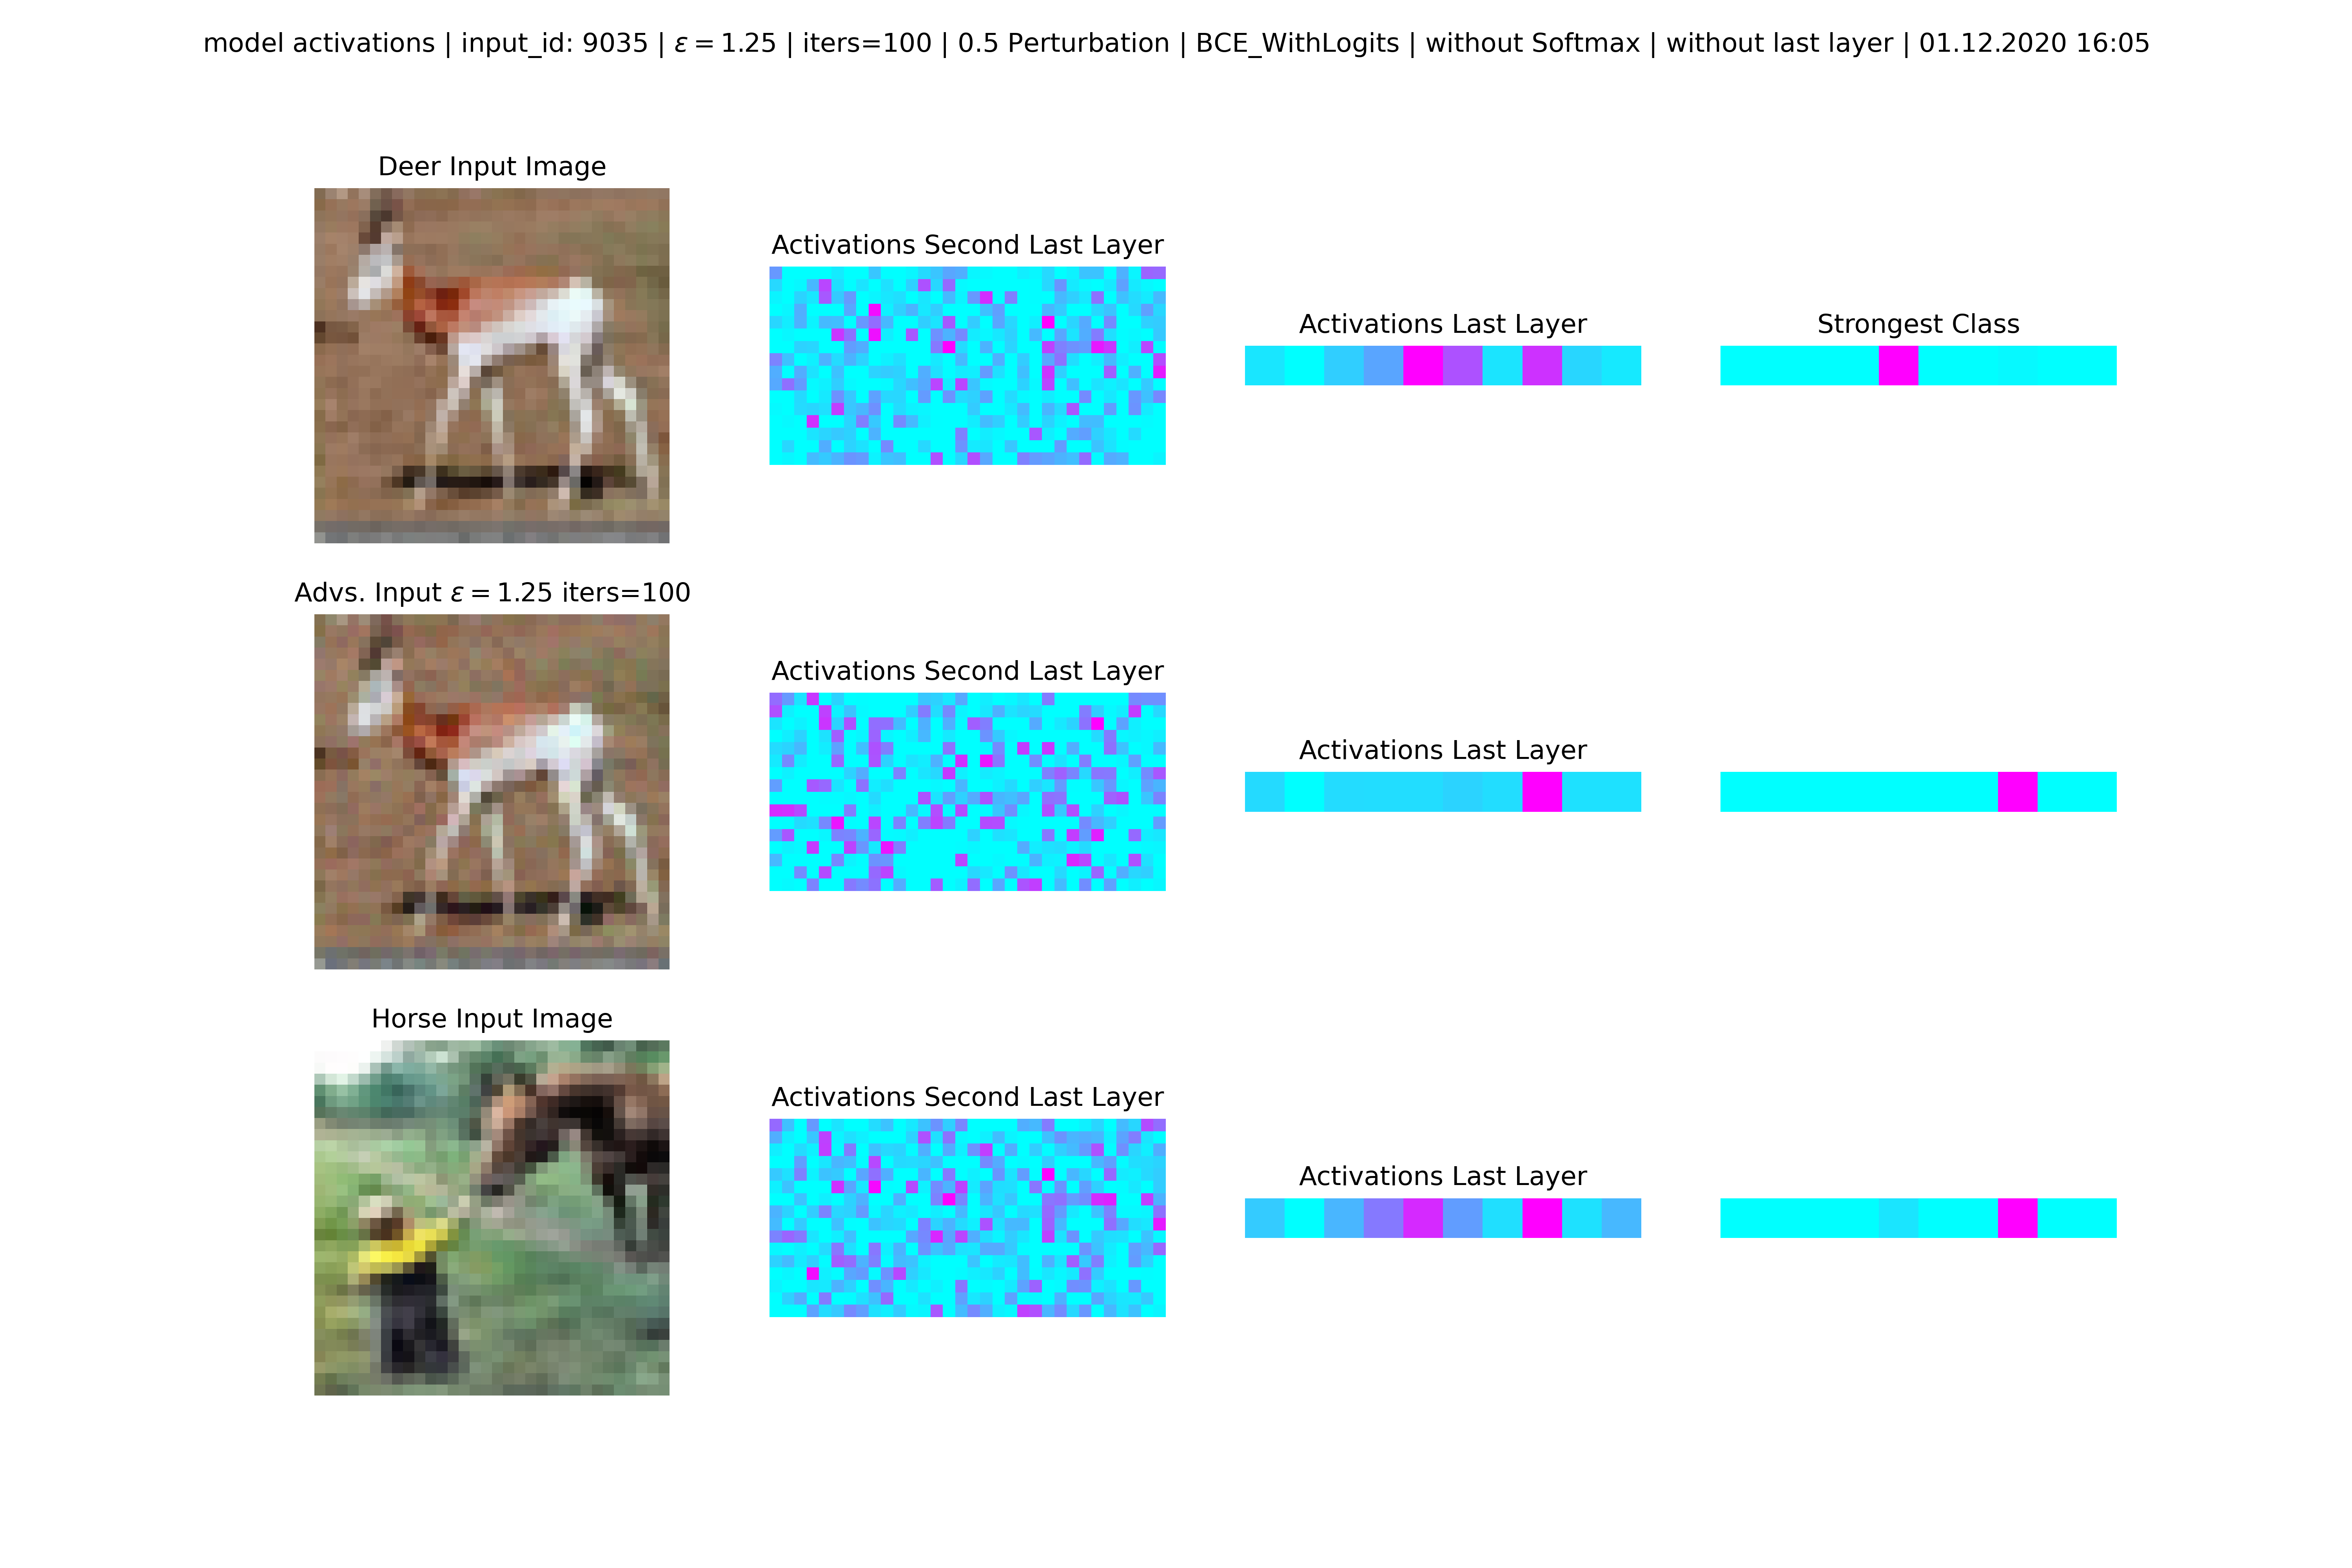 model activations | input_id: 9035 | ε = 1.25 | iters=100 | 0.5 Perturbation | BCE_WithLogits | without Softmax | without last layer | 01.12.2020 16:05
Deer Input Image
Activations Second Last Layer
Activations Last Layer
Strongest Class
Advs. Input ε = 1.25 iters=100
Activations Second Last Layer
Activations Last Layer
Horse Input Image
Activations Second Last Layer
Activations Last Layer